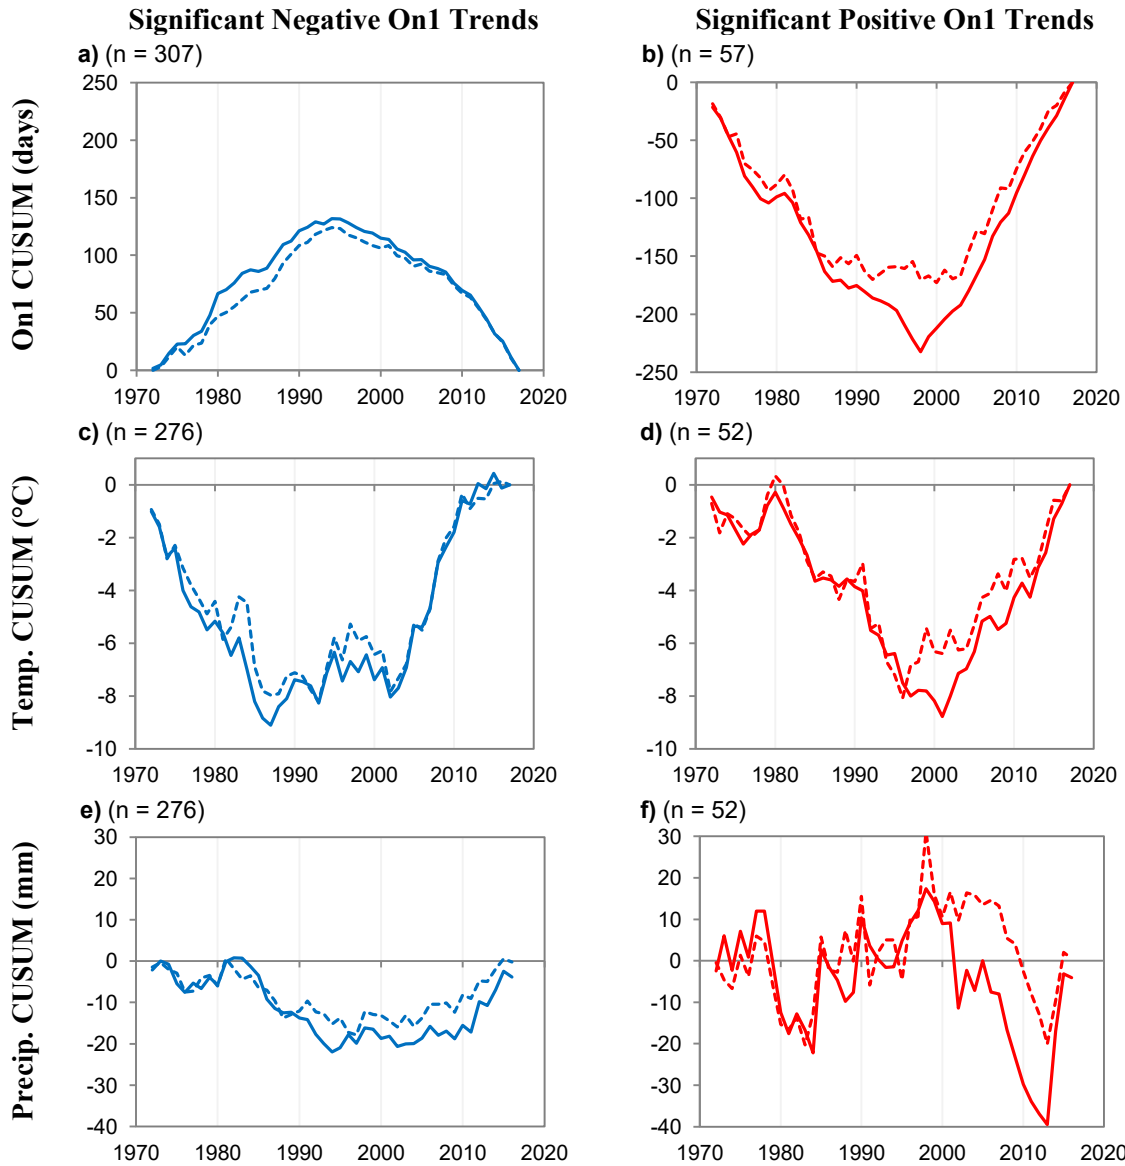 Significant Negative On1 Trends
Significant Positive On1 Trends
a) (n = 307)
b) (n = 57)
On1 CUSUM (days)
250
200
150
100
50
0
1970 1980 1990 2000 2010 2020
0
-50
-100
-150
-200
-250
1970 1980 1990 2000 2010 2020
c) (n = 276)
d) (n = 52)
Temp. CUSUM (°C)
0
-2
-4
-6
-8
-10
1970 1980 1990 2000 2010 2020
0
-2
-4
-6
-8
-10
1970 1980 1990 2000 2010 2020
e) (n = 276)
f) (n = 52)
Precip. CUSUM (mm)
30
20
10
0
-10
-20
-30
-40
1970 1980 1990 2000 2010 2020
30
20
10
0
-10
-20
-30
-40
1970 1980 1990 2000 2010 2020